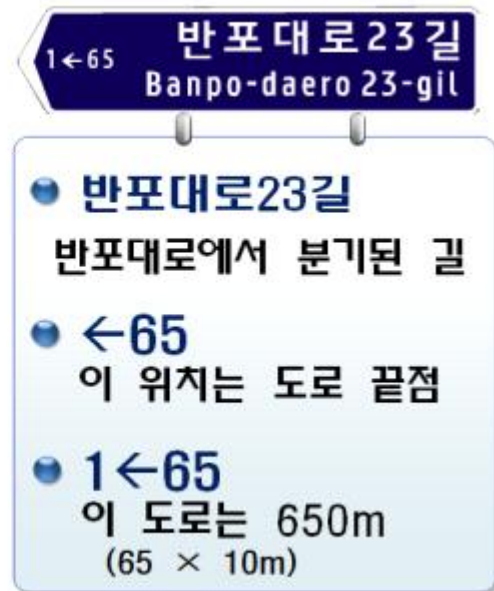 1←65
반포대로23길
Banpo-daero 23-gil
반포대로23길
반포대로에서 분기된 길
←65
이 위치는 도로 끝점
1←65
이 도로는 650m
(65 × 10m)